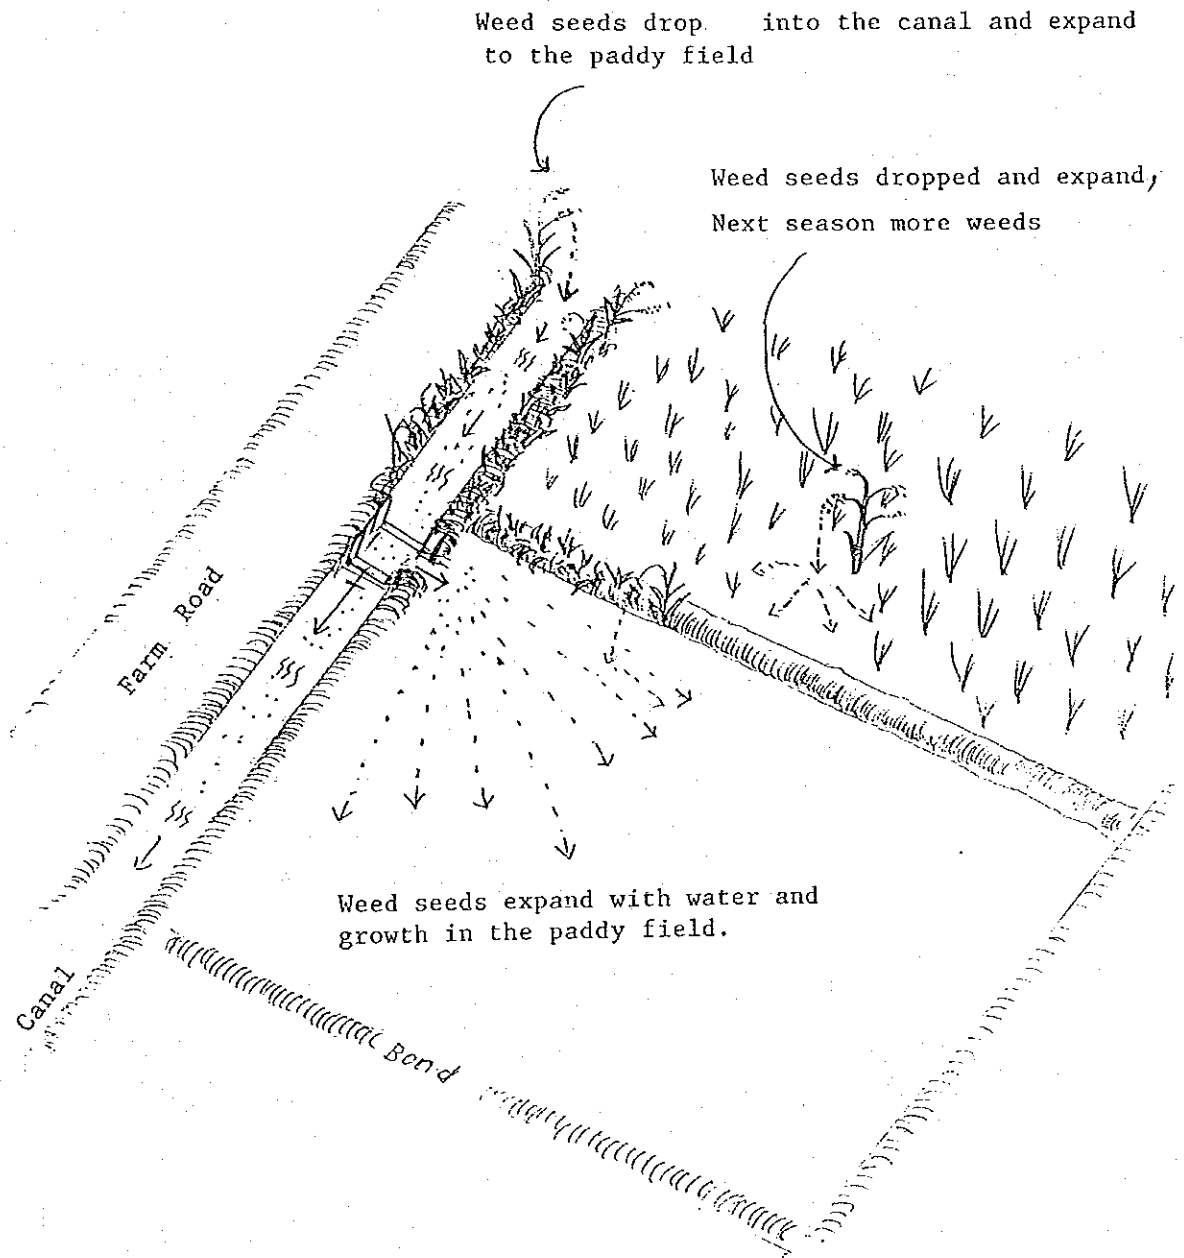 Weed seeds drop into the canal and expand
to the paddy field
Weed seeds dropped and expand,
Next season more weeds
Farm Road
Weed seeds expand with water and
growth in the paddy field.
Canal
Bond